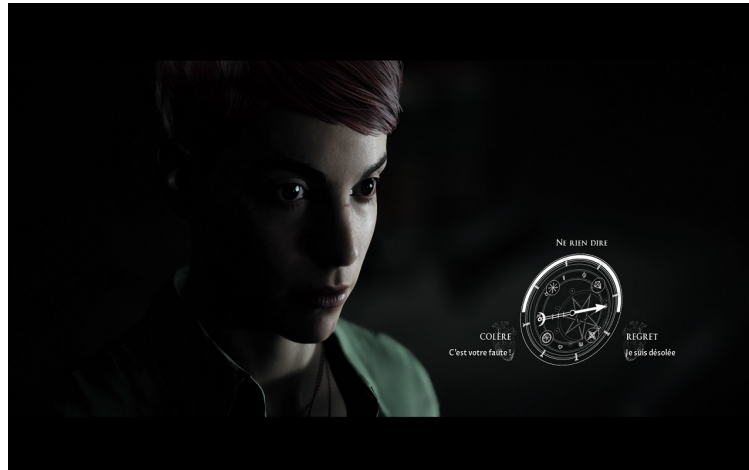 NE RIEN DIRE
COLÈRE
C'est votre faute !
REGRET
Je suis désolée